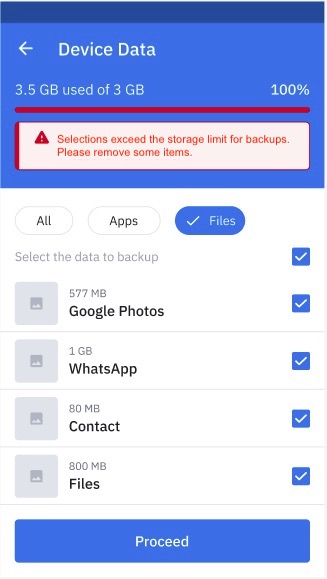 Device Data
3.5 GB used of 3 GB 100%
Selections exceed the storage limit for backups.
Please remove some items.
All Apps Files
Select the data to backup
577 MB
Google Photos
1 GB
WhatsApp
80 MB
Contact
800 MB
Files
Proceed